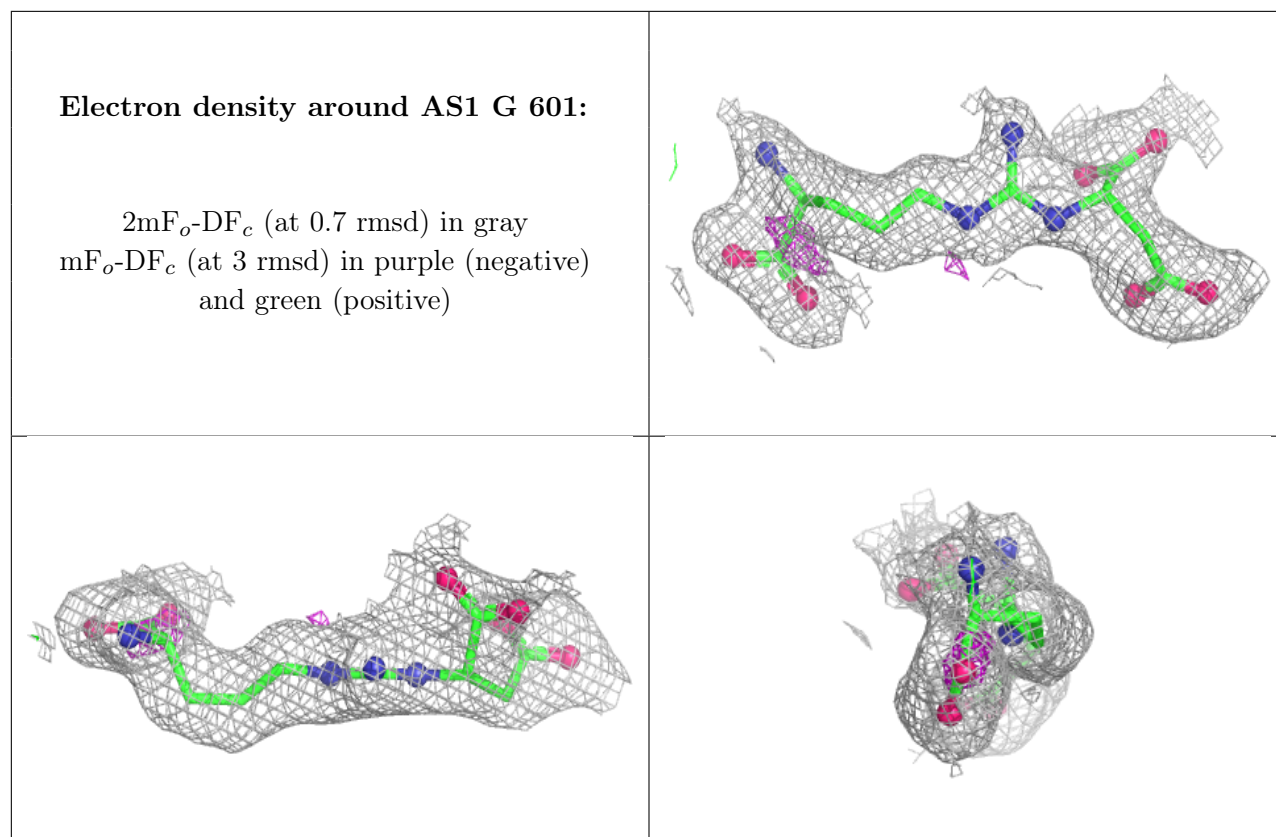 Electron density around AS1 G 601:
2mFo-DFc (at 0.7 rmsd) in gray
mFo-DFc (at 3 rmsd) in purple (negative)
and green (positive)